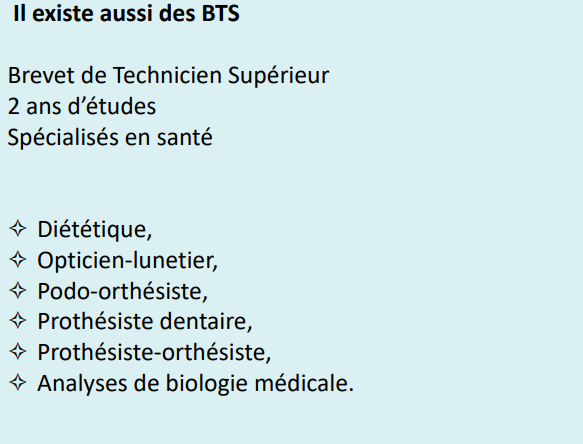 Il existe aussi des BTS
Brevet de Technicien Supérieur
2 ans d’études
Spécialisés en santé
✧ Diététique,
✧ Opticien-lunetier,
✧ Podo-orthésiste,
✧ Prothésiste dentaire,
✧ Prothésiste-orthésiste,
✧ Analyses de biologie médicale.